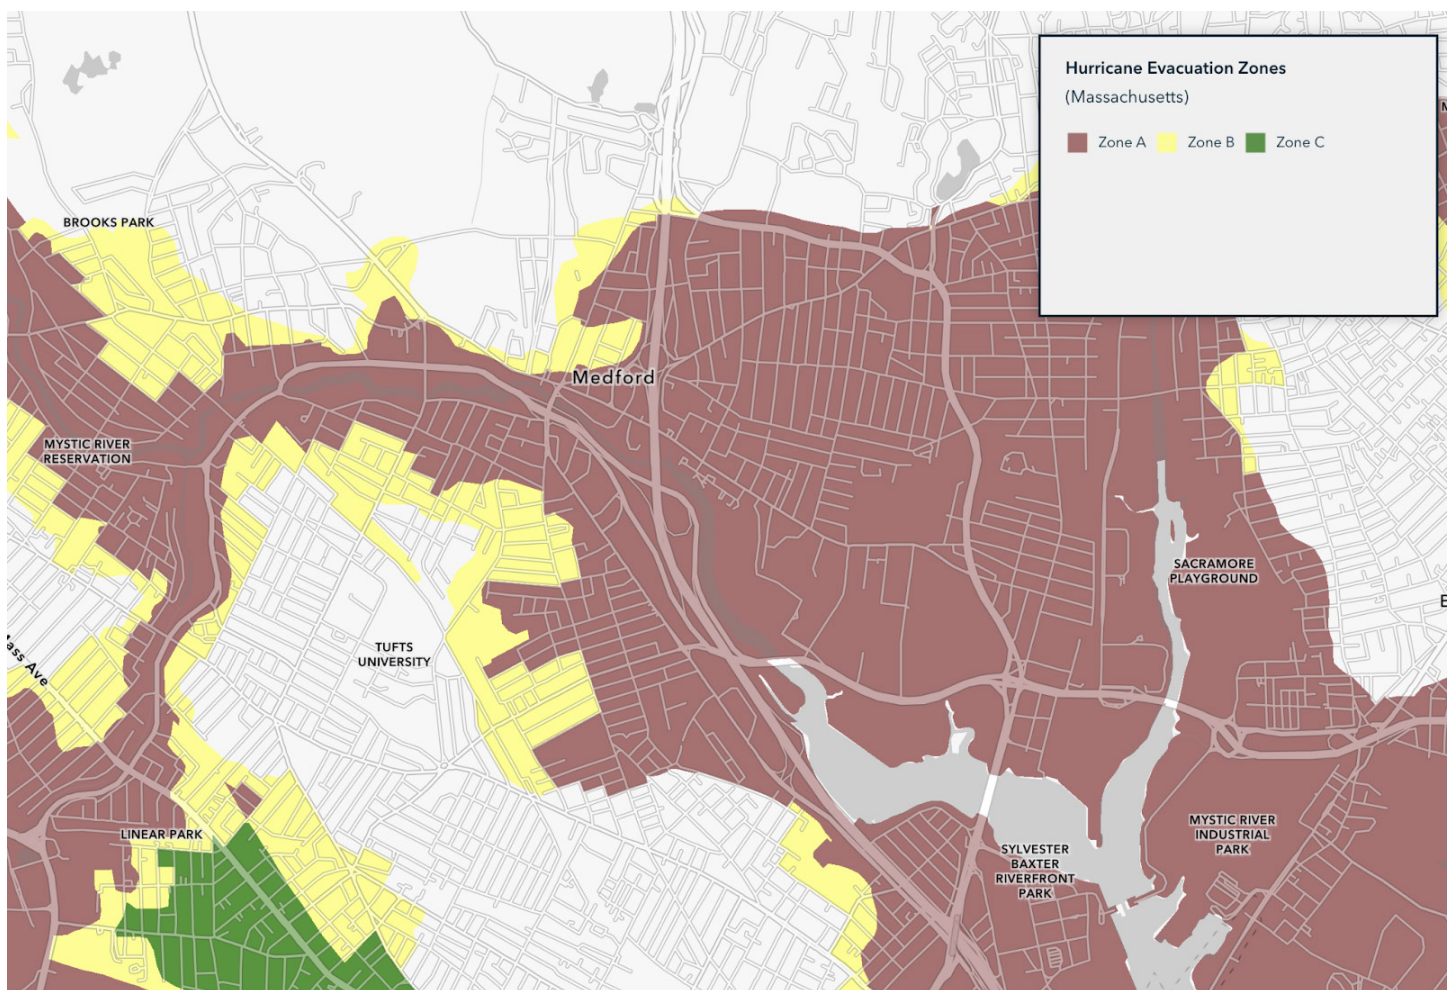 Hurricane Evacuation Zones
(Massachusetts)
Zone A Zone B Zone C
BROOKS PARK
Medford
MYSTIC RIVER
RESERVATION
SACRAMORE
PLAYGROUND
TUFTS
UNIVERSITY
Mass Ave
LINEAR PARK
MYSTIC RIVER
INDUSTRIAL
PARK
SYLVESTER
BAXTER
RIVERFRONT
PARK